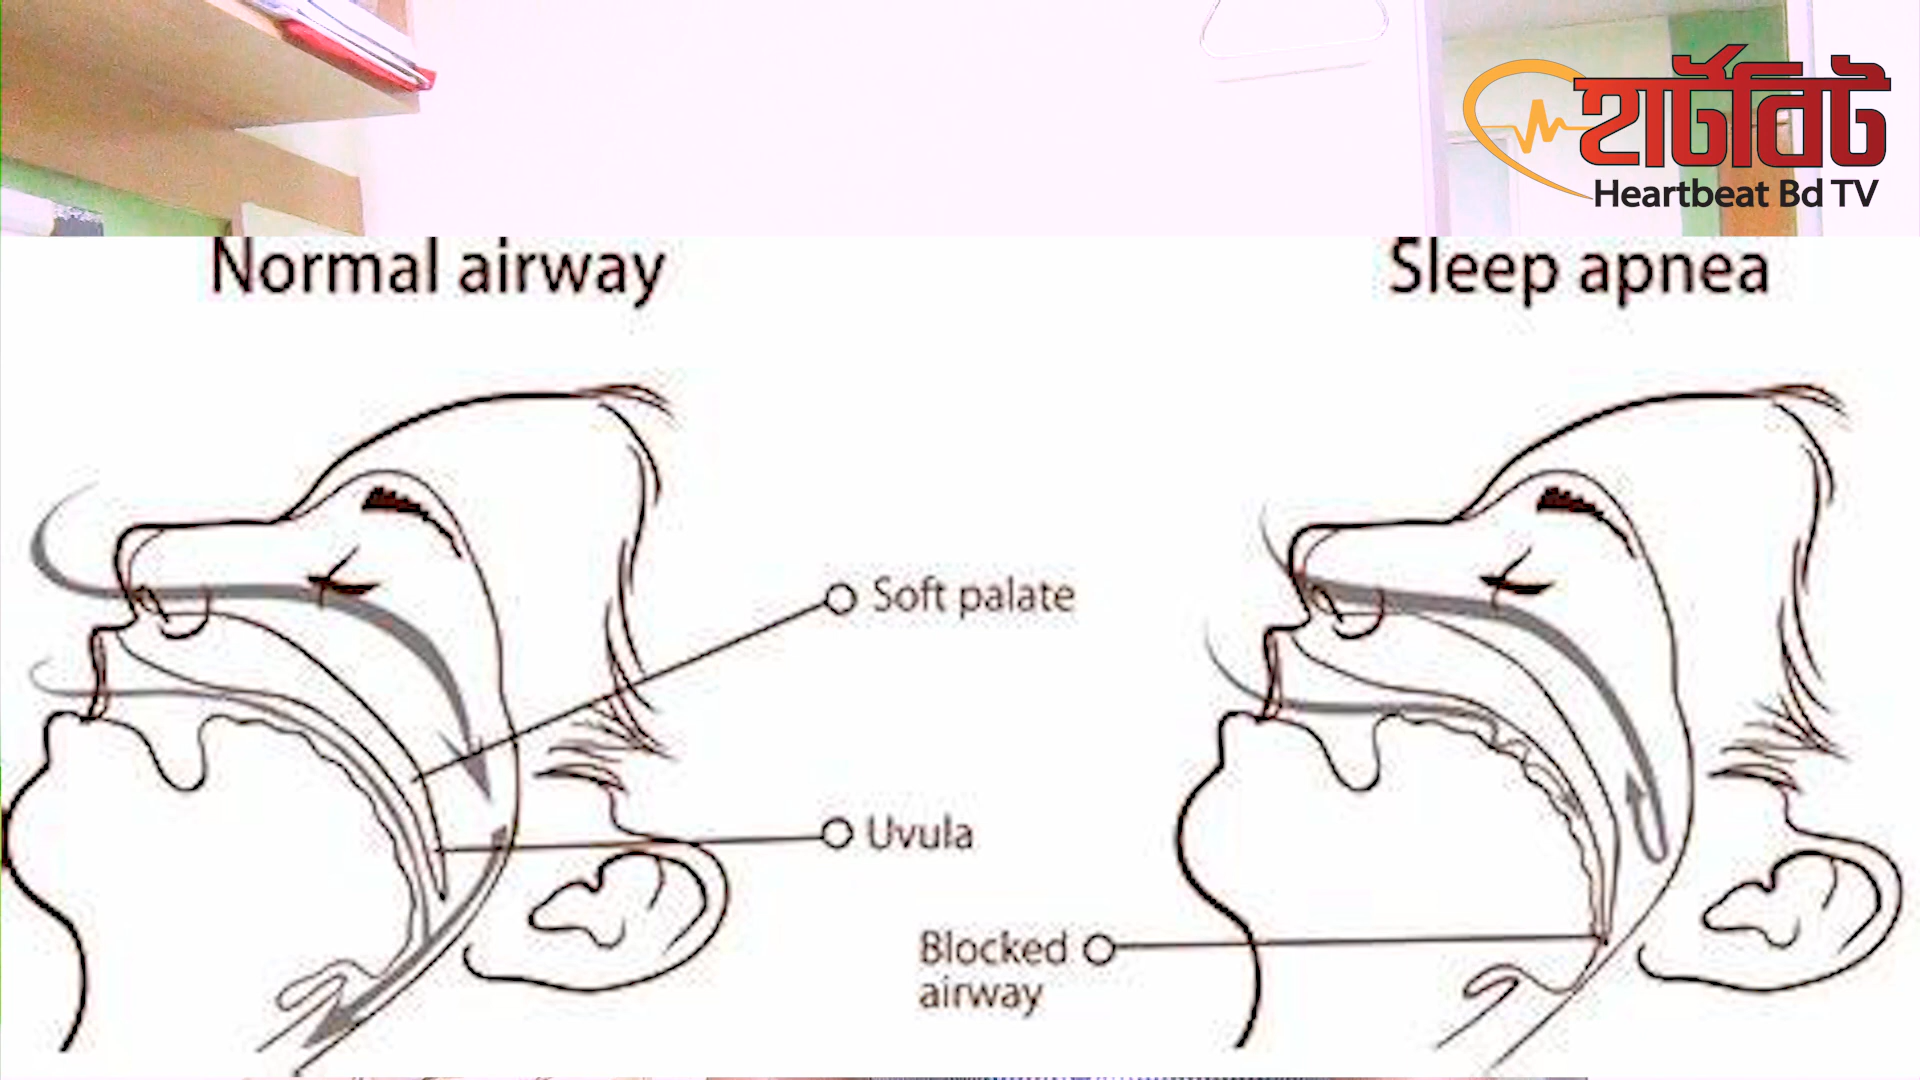 হার্টবিট
Heartbeat Bd TV
Normal airway
Sleep apnea
Soft palate
Uvula
Blocked
airway